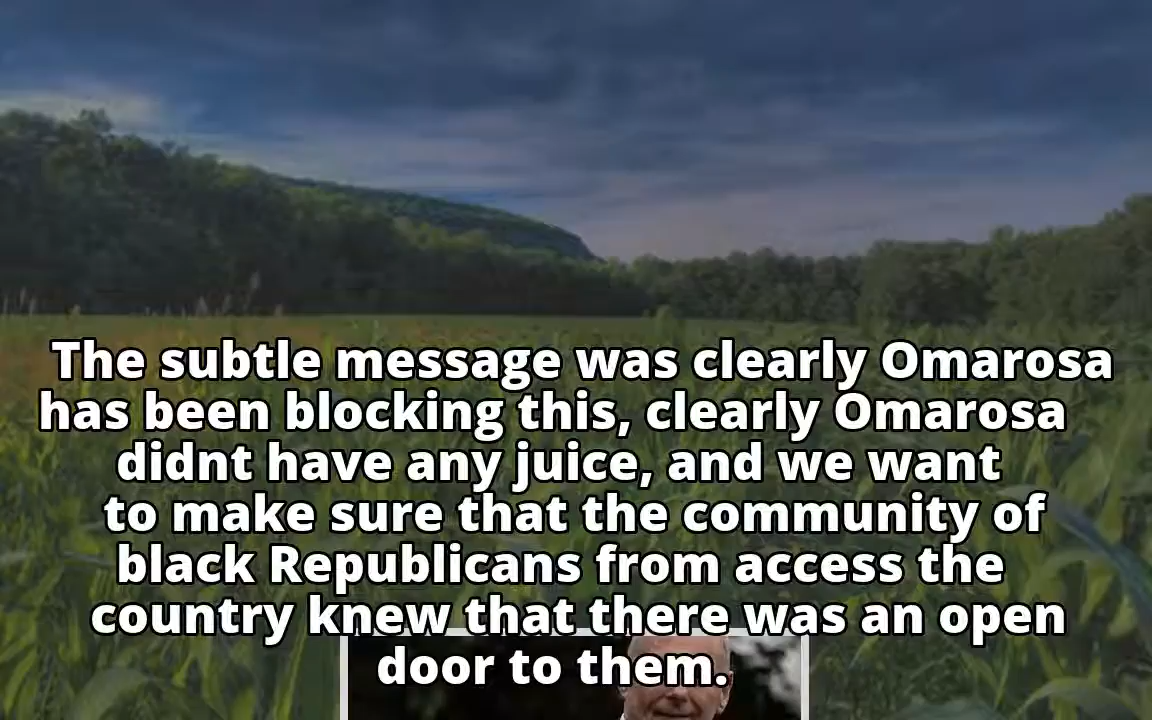 The subtle message was clearly Omarosa
has been blocking this, clearly Omarosa
didnt have any juice, and we want
to make sure that the community of
black Republicans from access the
country knew that there was an open
door to them.